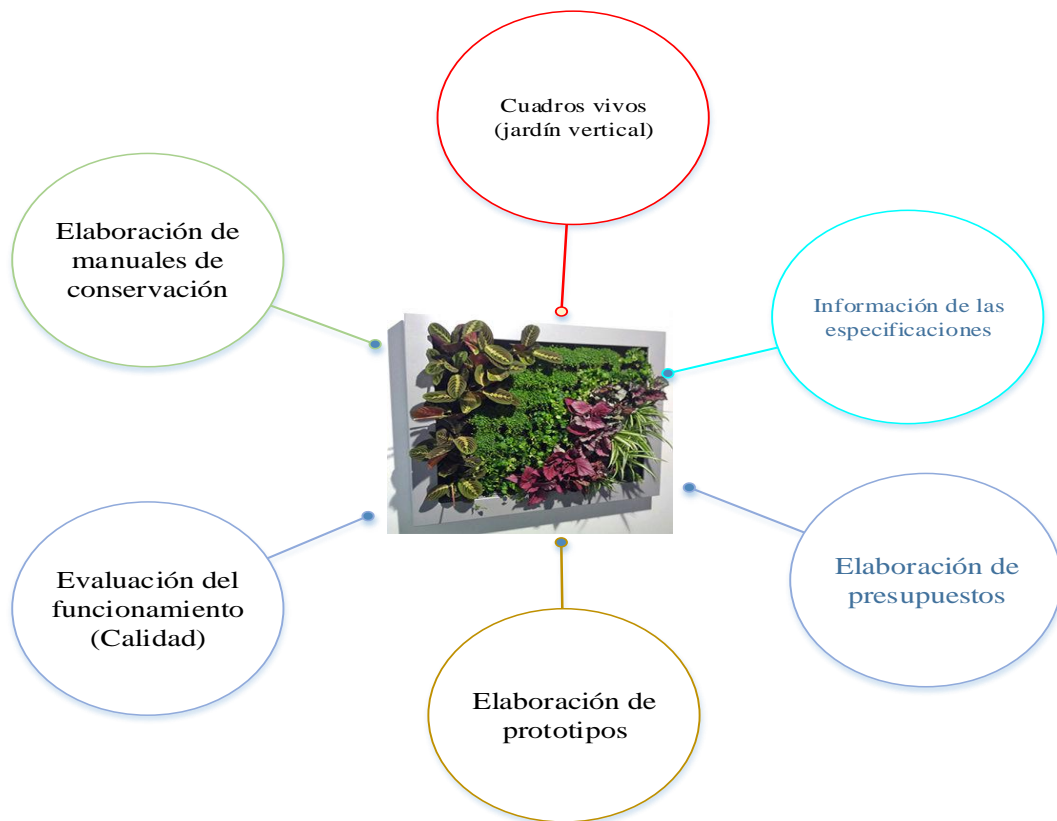 Cuadros vivos
(jardín vertical)
Información de las
especificaciones
Elaboración de
presupuestos
Elaboración de
prototipos
Evaluación del
funcionamiento
(Calidad)
Elaboración de
manuales de
conservación